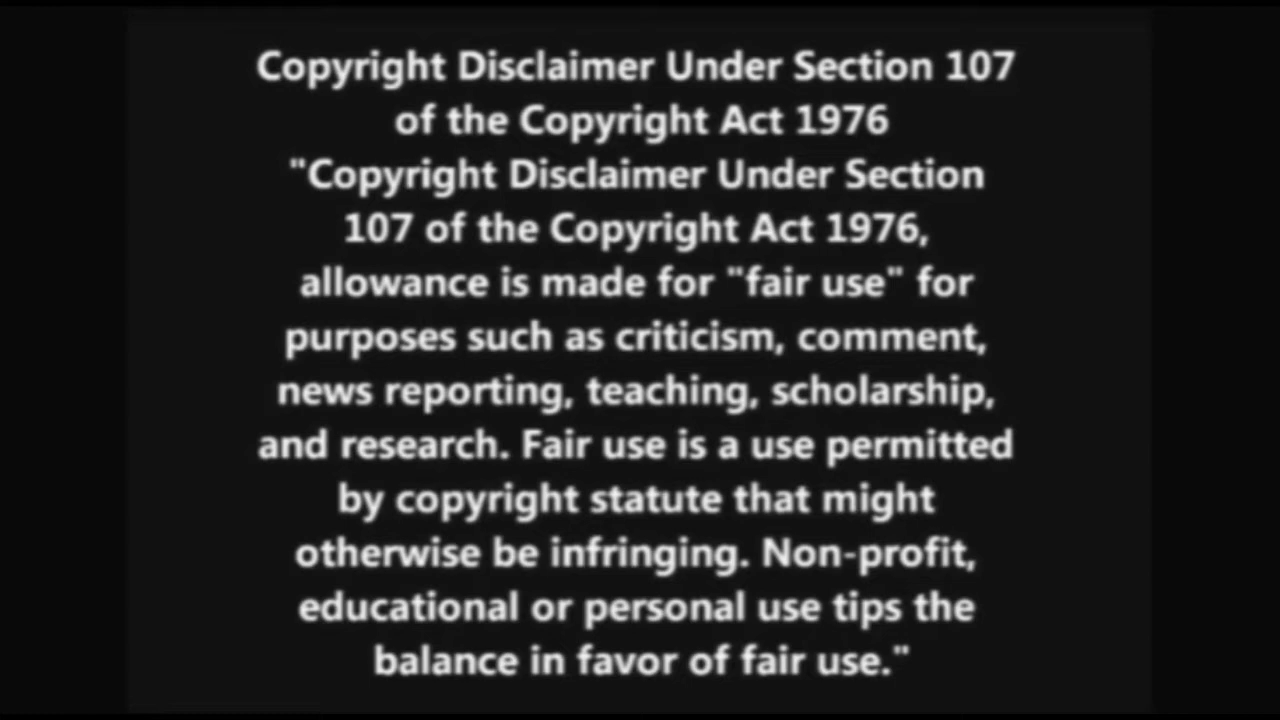 Copyright Disclaimer Under Section 107
of the Copyright Act 1976
"Copyright Disclaimer Under Section
107 of the Copyright Act 1976,
allowance is made for "fair use" for
purposes such as criticism, comment,
news reporting, teaching, scholarship,
and research. Fair use is a use permitted
by copyright statute that might
otherwise be infringing. Non-profit,
educational or personal use tips the
balance in favor of fair use."